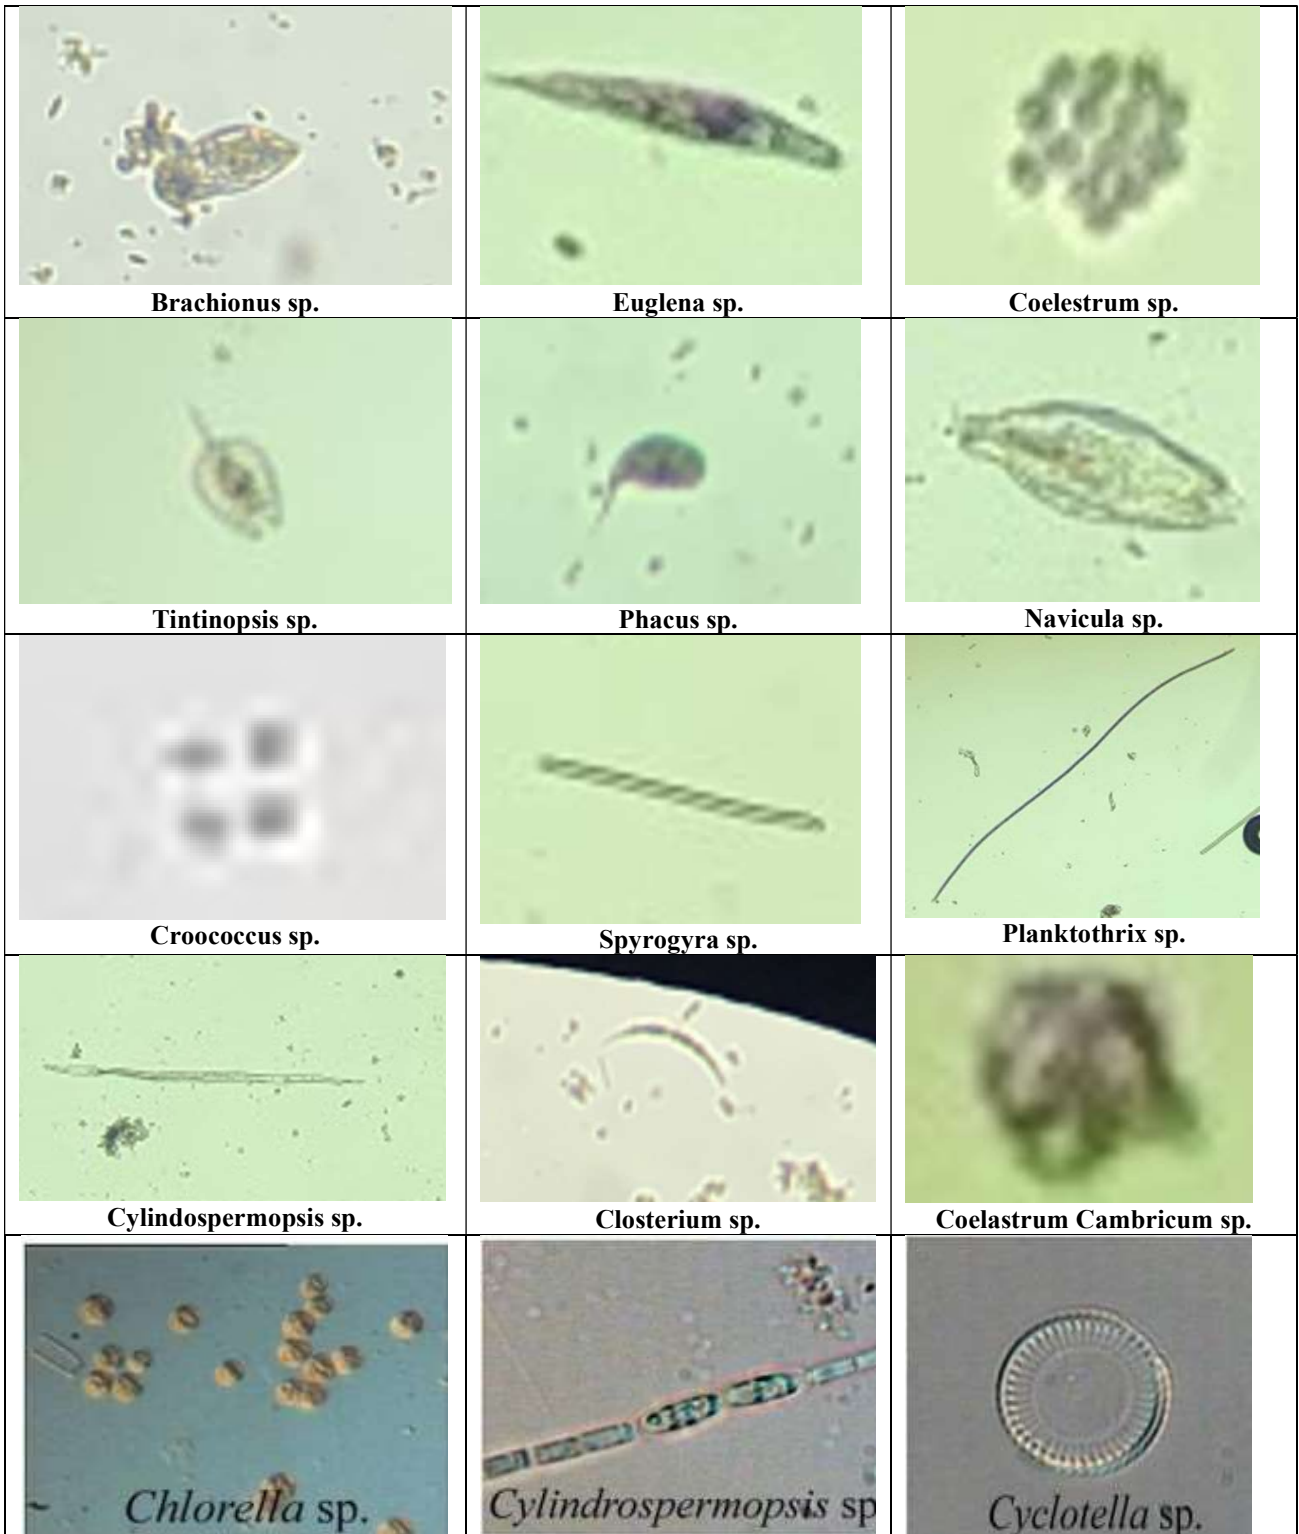 Brachionus sp.
Euglena sp.
Coelestrum sp.
Tintinopsis sp.
Phacus sp.
Navicula sp.
Croococcus sp.
Spyrogyra sp.
Planktothrix sp.
Cylindospermopsis sp.
Closterium sp.
Coelastrum Cambricum sp.
Chlorella sp.
Cylindrospermopsis sp
Cyclotella sp.